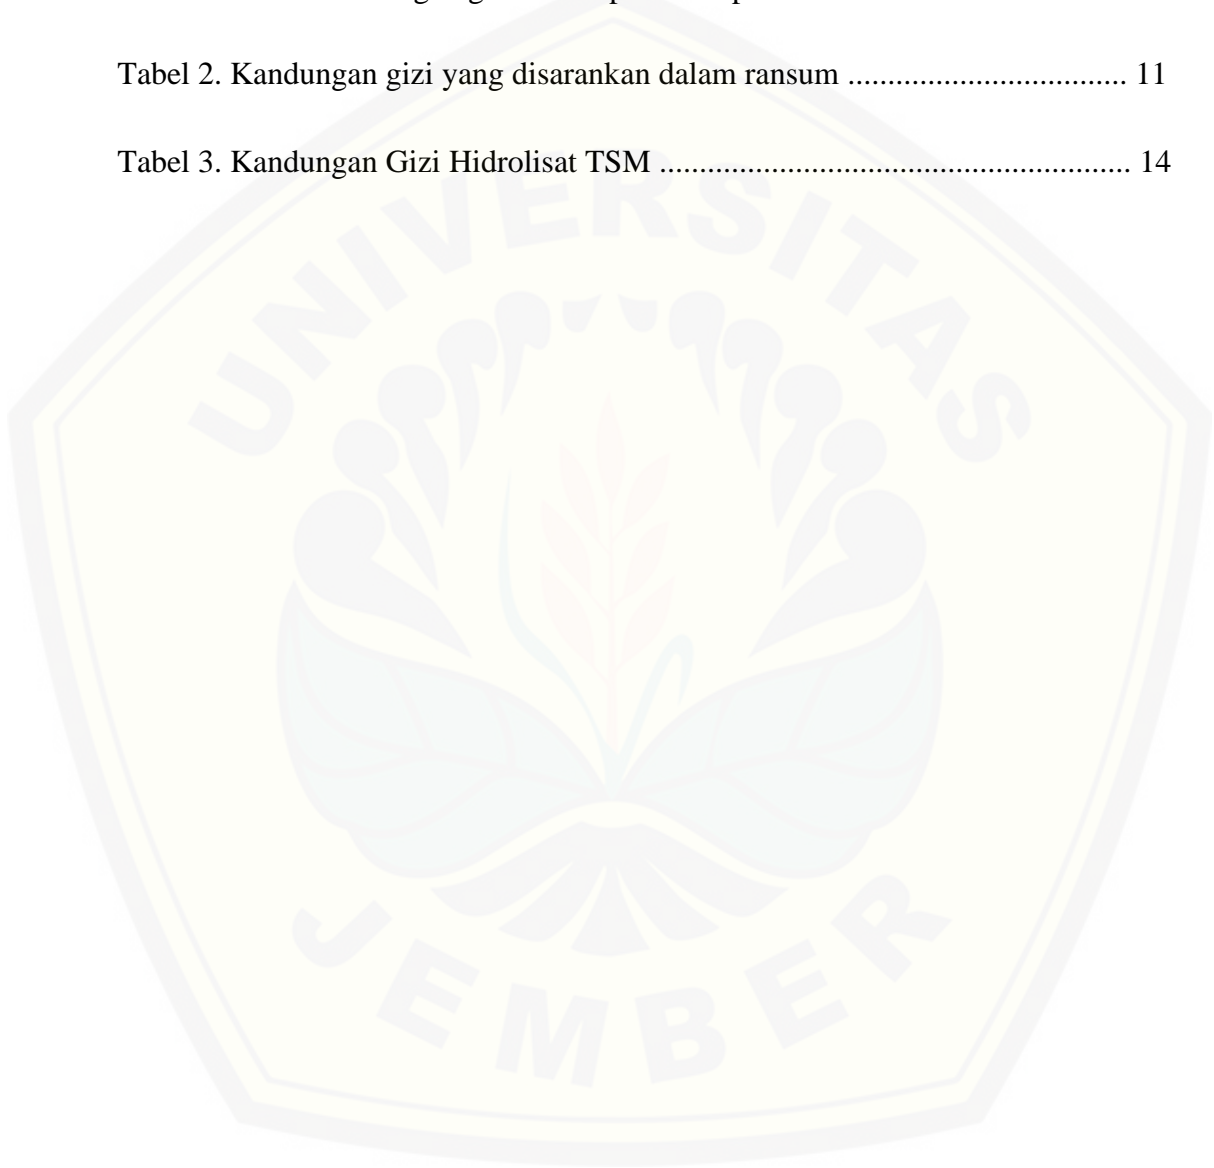 Tabel 2. Kandungan gizi yang disarankan dalam ransum ................................... 11
Tabel 3. Kandungan Gizi Hidrolisat TSM ........................................................... 14
UNIVERSITAS
JEMBER